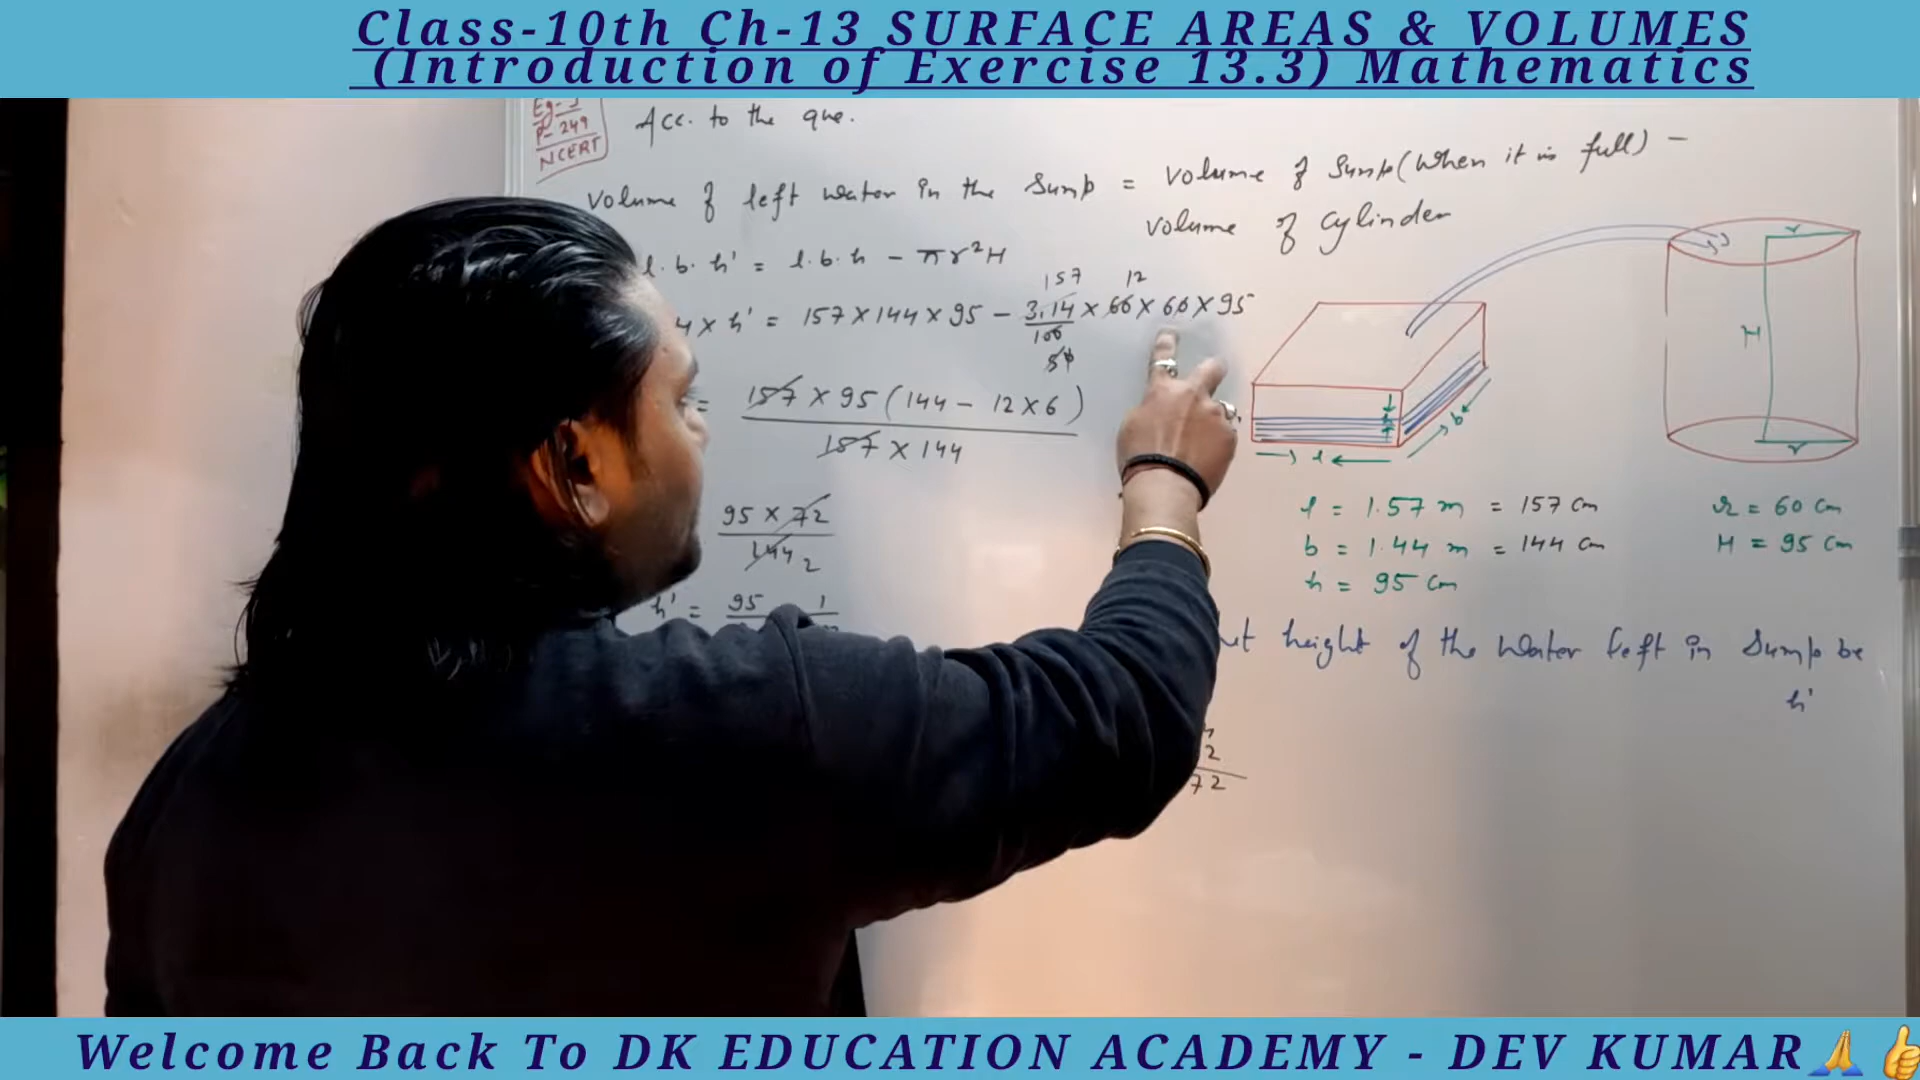 Class-10th Ch-13 SURFACE AREAS & VOLUMES
(Introduction of Exercise 13.3) Mathematics
P-249
NCERT
Acc. to the que.
Volume of left water in the Sump = Volume of Sump (When it is full) -
Volume of cylinder
l.b.h' = l.b.h - πr²H
4 x h' = 157 x 144 x 95 - 3.14 x 60 x 60 x 95
157 12
100
= 157 x 95 (144 - 12 x 6)
157 x 144
95 x 72
144 2
h' = 95 1
72
l
b
r
H
r
l = 1.57 m = 157 cm
b = 1.44 m = 144 cm
h = 95 cm
r = 60 cm
H = 95 cm
height of the water left in Sump be
h'
Welcome Back To DK EDUCATION ACADEMY - DEV KUMAR🙏👍